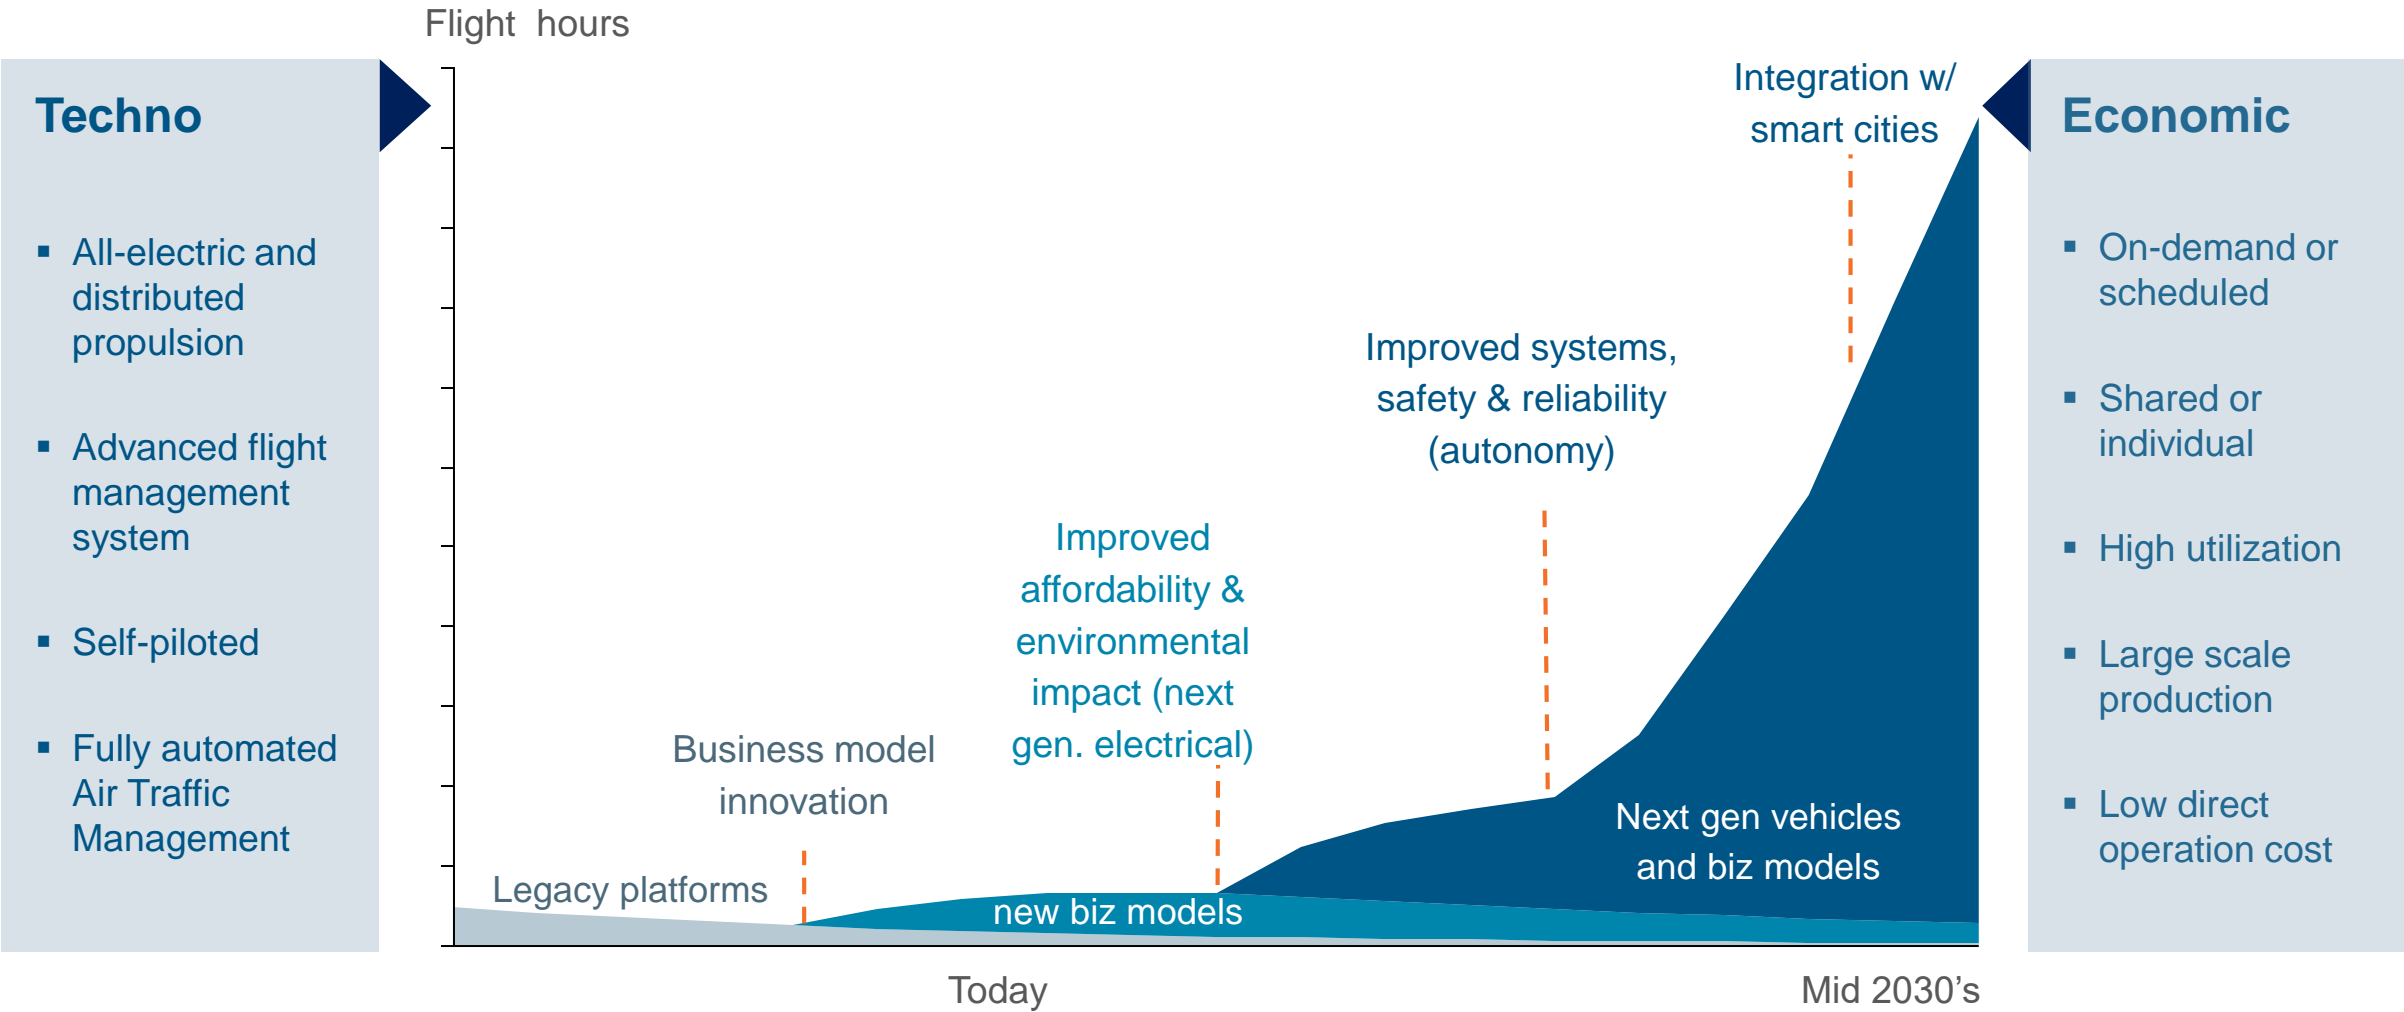 Flight hours
Techno
▪ All-electric and
distributed
propulsion
▪ Advanced flight
management
system
▪ Self-piloted
▪ Fully automated
Air Traffic
Management
Legacy platforms
Business model
innovation
new biz models
Improved
affordability &
environmental
impact (next
gen. electrical)
Improved systems,
safety & reliability
(autonomy)
Next gen vehicles
and biz models
Integration w/
smart cities
Today
Mid 2030’s
Economic
▪ On-demand or
scheduled
▪ Shared or
individual
▪ High utilization
▪ Large scale
production
▪ Low direct
operation cost